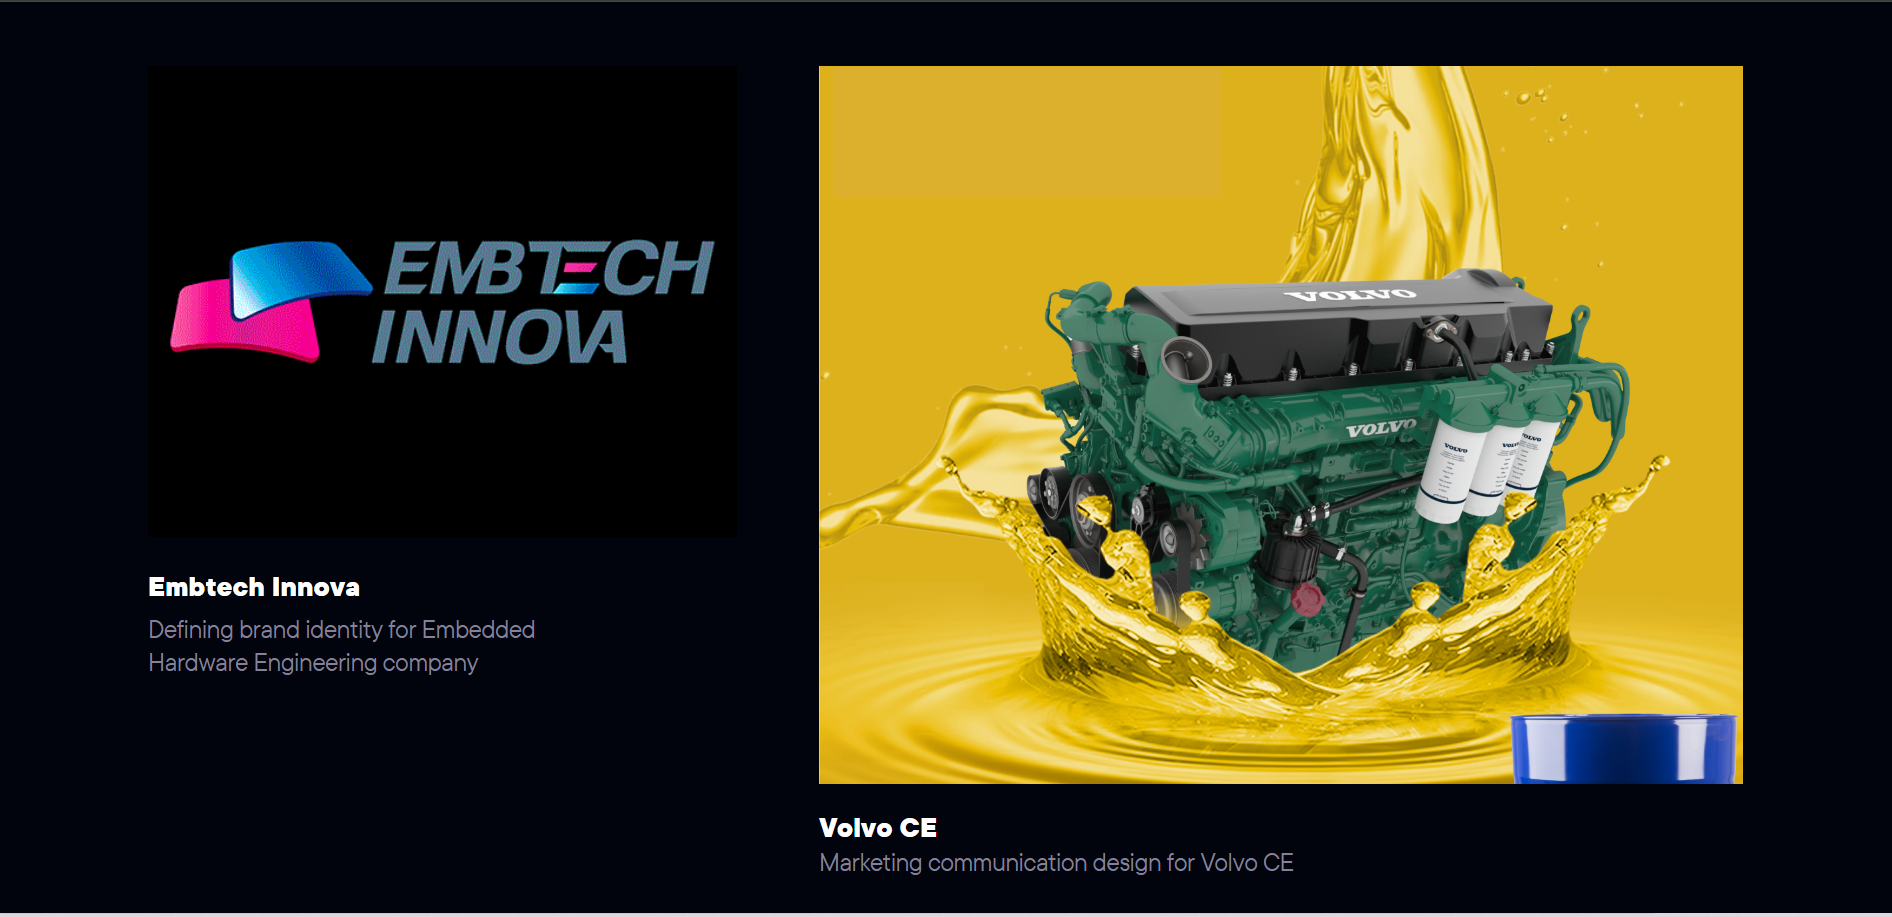 EMBTECH
INNOVA
Embtech Innova
Defining brand identity for Embedded
Hardware Engineering company
VOLVO
VOLVO
VOLVO
VOLVO
Volvo CE
Marketing communication design for Volvo CE